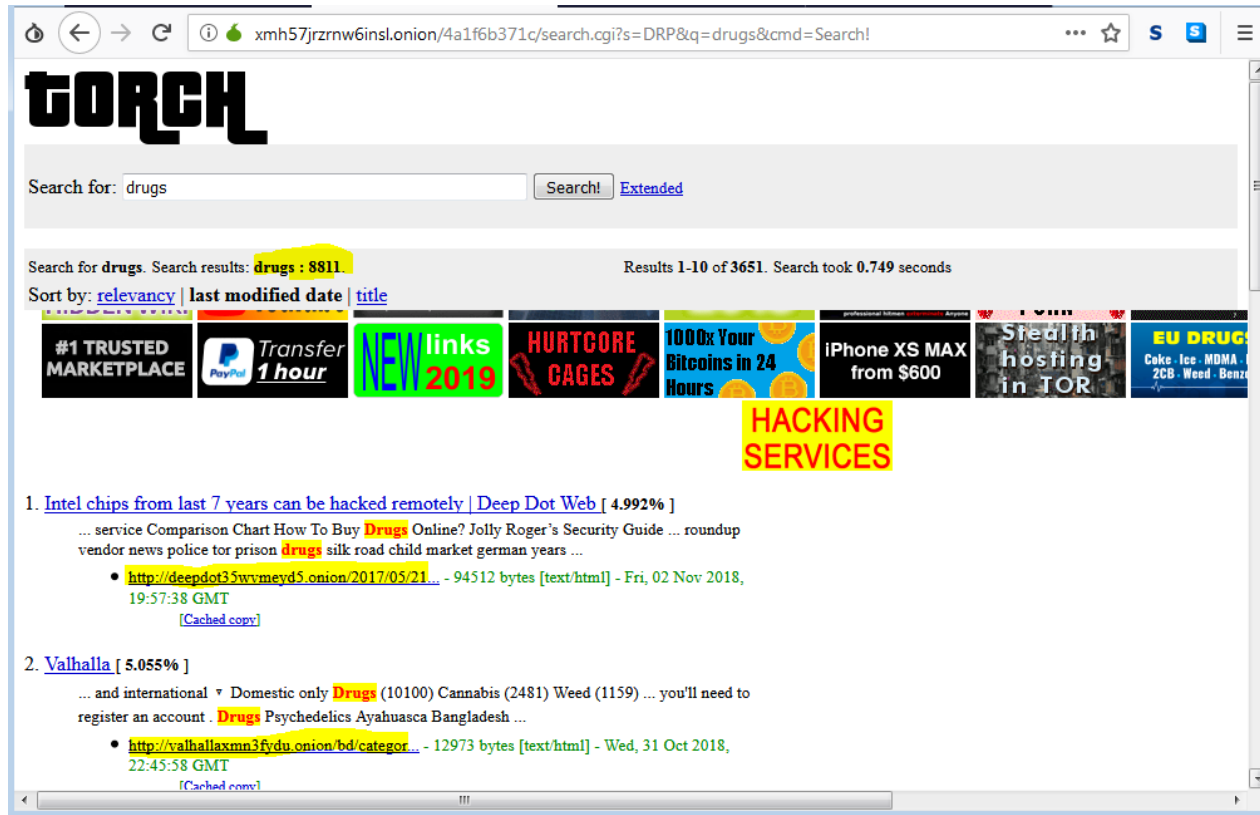 xmh57jrzrnw6insl.onion/4a1f6b371c/search.cgi?s=DRP&q=drugs&cmd=Search!
TORCH
Search for: drugs Search! Extended
Search for drugs. Search results: drugs : 8811. Results 1-10 of 3651. Search took 0.749 seconds
Sort by: relevancy | last modified date | title
HIDDEN WIKI
#1 TRUSTED
MARKETPLACE
PayPal
Transfer
1 hour
NEW links
2019
HURTCORE
CAGES
1000x Your
Bitcoins in 24
Hours
iPhone XS MAX
from $600
Stealth
hosting
in TOR
EU DRUGS
Coke - Ice - MDMA -
2CB - Weed - Benzo
HACKING
SERVICES
1. Intel chips from last 7 years can be hacked remotely | Deep Dot Web [ 4.992% ]
... service Comparison Chart How To Buy Drugs Online? Jolly Roger's Security Guide ... roundup
vendor news police tor prison drugs silk road child market german years ...
http://deepdot35wvmeyd5.onion/2017/05/21... - 94512 bytes [text/html] - Fri, 02 Nov 2018,
19:57:38 GMT
[Cached copy]
2. Valhalla [ 5.055% ]
... and international ▿ Domestic only Drugs (10100) Cannabis (2481) Weed (1159) ... you'll need to
register an account . Drugs Psychedelics Ayahuasca Bangladesh ...
http://valhallaxmn3fydu.onion/bd/categor... - 12973 bytes [text/html] - Wed, 31 Oct 2018,
22:45:58 GMT
[Cached copy]